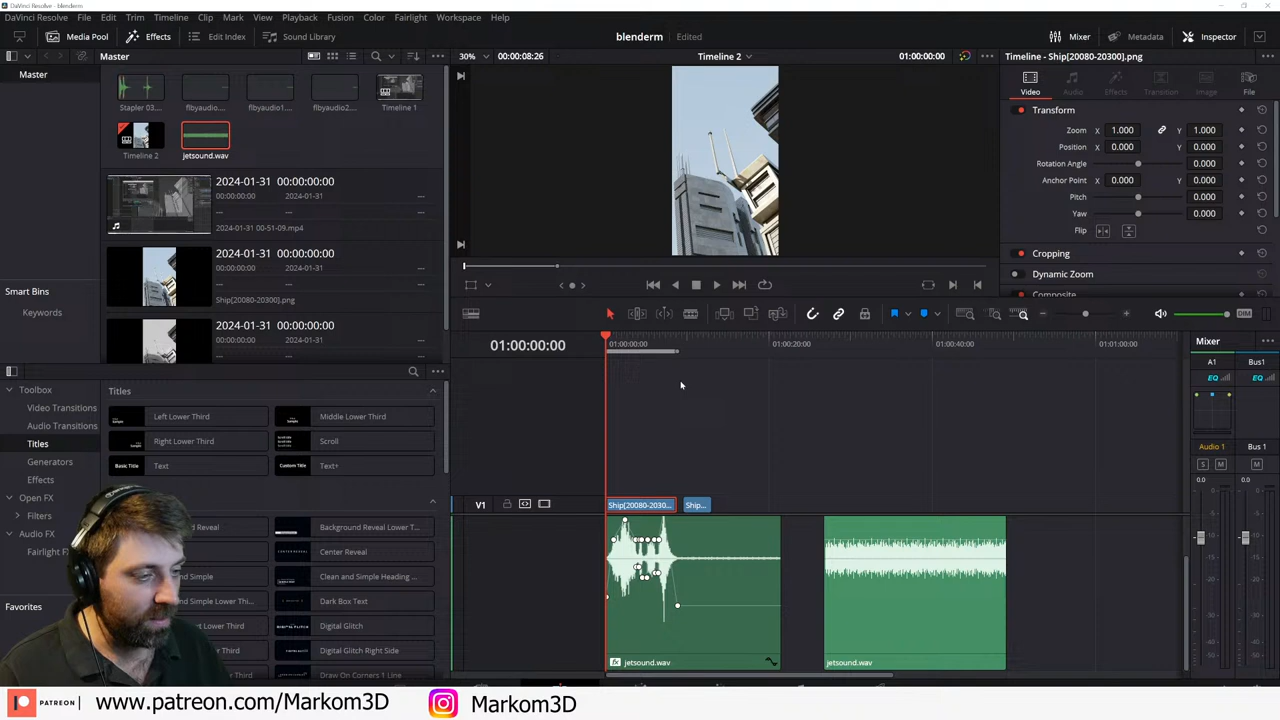 DaVinci Resolve - blenderm
DaVinci Resolve File Edit Trim Timeline Clip Mark View Playback Fusion Color Fairlight Workspace Help
Media Pool Effects Edit Index Sound Library blenderm Edited Mixer Metadata Inspector
Master 30% 00:00:08:26 Timeline 2 01:00:00:00 Timeline - Ship[20080-20300].png
Master
Video Audio Effects Transition Image File
Stapler 03... flbyaudio.... flbyaudio1.... flbyaudio2.... Timeline 1
Transform
Zoom X 1.000 Y 1.000
Position X 0.000 Y 0.000
Timeline 2 jetsound.wav
Rotation Angle 0.000
Anchor Point X 0.000 Y 0.000
2024-01-31 00:00:00:00
00:00:00:00 2024-01-31
Pitch 0.000
Yaw 0.000
2024-01-31 00-51-09.mp4
Flip
2024-01-31 00:00:00:00
00:00:00:00 2024-01-31
Cropping
Dynamic Zoom
Smart Bins
Composite
Ship[20080-20300].png
Keywords
2024-01-31 00:00:00:00
00:00:00:00 2024-01-31
DIM
01:00:00:00 01:00:00:00 01:00:20:00 01:00:40:00 01:01:00:00
Mixer
A1 Bus1
EQ EQ
Toolbox
Video Transitions
Audio Transitions
Titles
Generators
Effects
Open FX
Filters
Audio FX
Fairlight F
Favorites
Titles
Left Lower Third Middle Lower Third
Right Lower Third Scroll
Basic Title Text Custom Title Text+
Reveal Background Reveal Lower T...
Center Reveal
nd Simple Clean and Simple Heading ...
nd Simple Lower Thi... Dark Box Text
Digital Glitch
Digital Glitch Right Side
Draw On Corners 1 Line
V1 Ship[20080-2030... Ship...
jetsound.wav jetsound.wav
Audio 1 Bus 1
S M M
0.0 0.0
PATREON www.patreon.com/Markom3D Markom3D